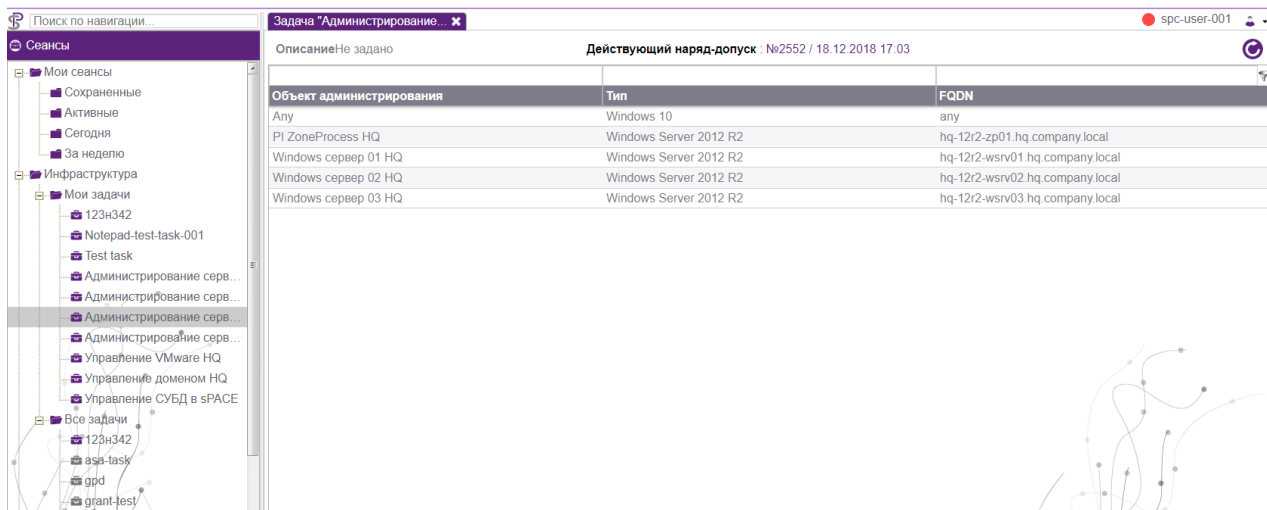 Поиск по навигации...
Задача "Администрирование...
spc-user-001
Сеансы
ОписаниеНе задано
Действующий наряд-допуск : №2552 / 18.12.2018 17:03
Объект администрирования Тип FQDN
Any Windows 10 any
PI ZoneProcess HQ Windows Server 2012 R2 hq-12r2-zp01.hq.company.local
Windows сервер 01 HQ Windows Server 2012 R2 hq-12r2-wsrv01.hq.company.local
Windows сервер 02 HQ Windows Server 2012 R2 hq-12r2-wsrv02.hq.company.local
Windows сервер 03 HQ Windows Server 2012 R2 hq-12r2-wsrv03.hq.company.local
Мои сеансы
Сохраненные
Активные
Сегодня
За неделю
Инфраструктура
Мои задачи
123н342
Notepad-test-task-001
Test task
Администрирование серв...
Администрирование серв...
Администрирование серв...
Администрирование серв...
Управление VMware HQ
Управление доменом HQ
Управление СУБД в sPACE
Все задачи
123н342
asa-task
gpd
grant-test